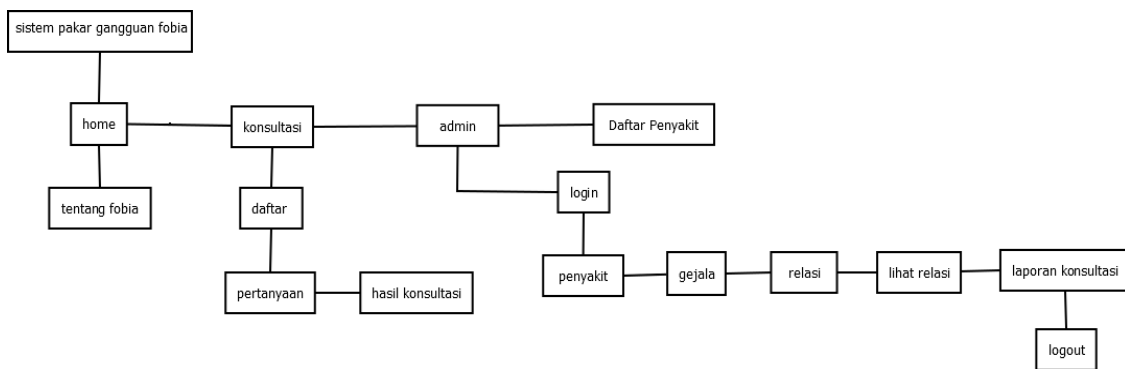 sistem pakar gangguan fobia
home
konsultasi
admin
Daftar Penyakit
tentang fobia
daftar
login
pertanyaan
hasil konsultasi
penyakit
gejala
relasi
lihat relasi
laporan konsultasi
logout